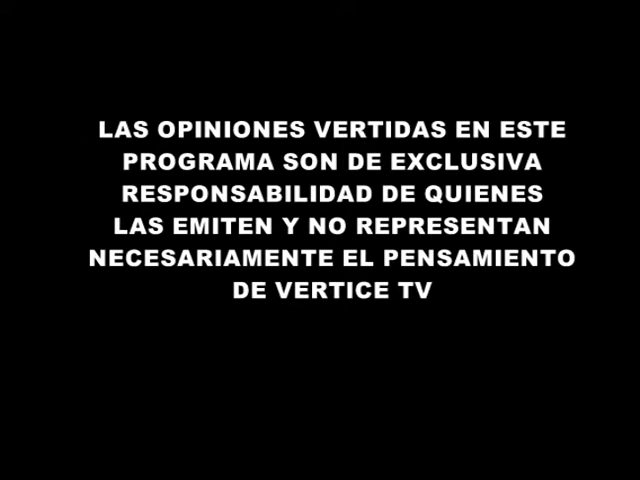 LAS OPINIONES VERTIDAS EN ESTE
PROGRAMA SON DE EXCLUSIVA
RESPONSABILIDAD DE QUIENES
LAS EMITEN Y NO REPRESENTAN
NECESARIAMENTE EL PENSAMIENTO
DE VERTICE TV